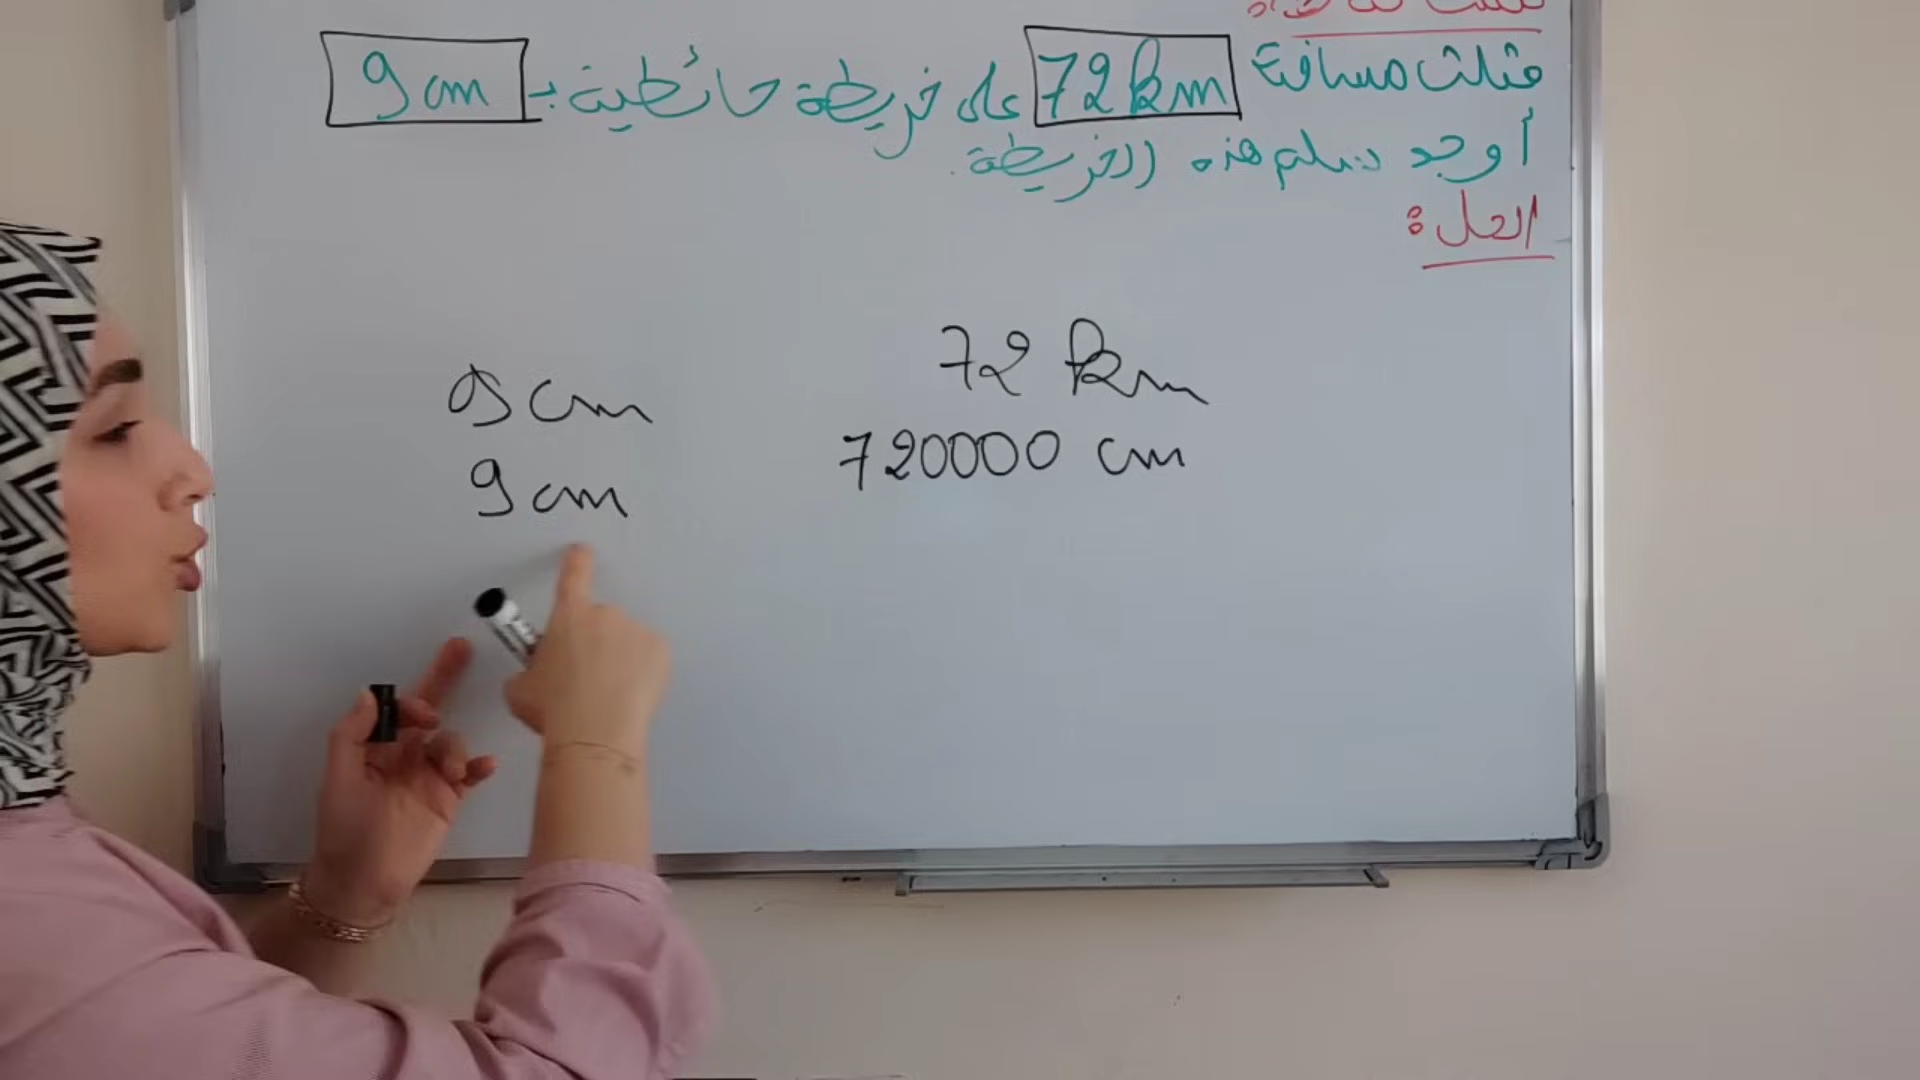 مثلت مسافة 72 km على خريطة حائطية بـ 9 cm
أوجد سلم هذه الخريطة.
الحل:
9 cm 72 km
9 cm 720000 cm